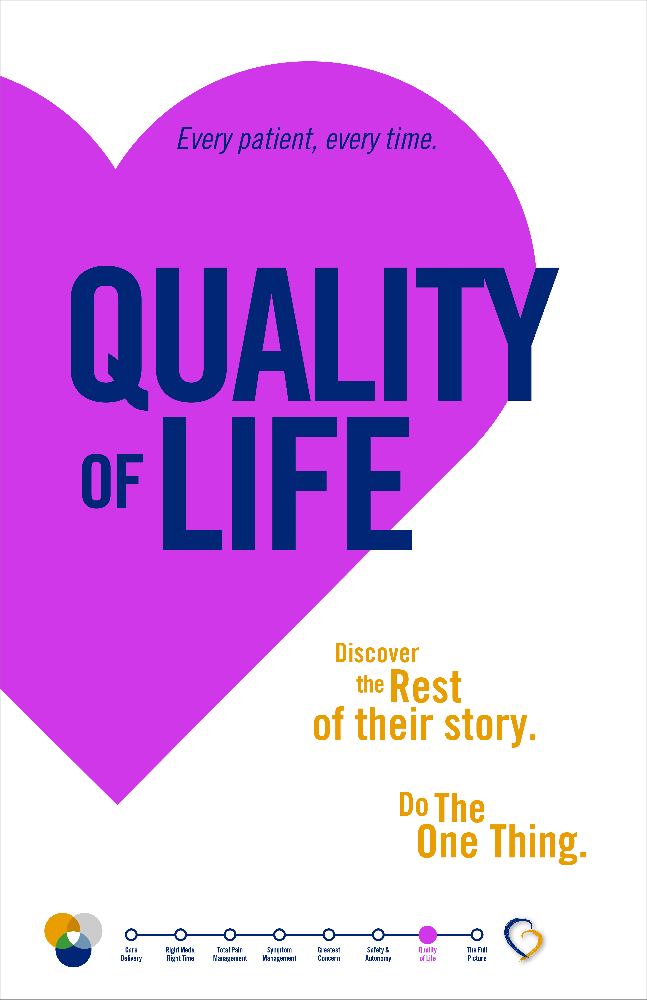 Every patient, every time.
QUALITY
OF LIFE
Discover
the Rest
of their story.
Do The
One Thing.
Care
Delivery
Right Meds,
Right Time
Total Pain
Management
Symptom
Management
Greatest
Concern
Safety &
Autonomy
Quality
of Life
The Full
Picture